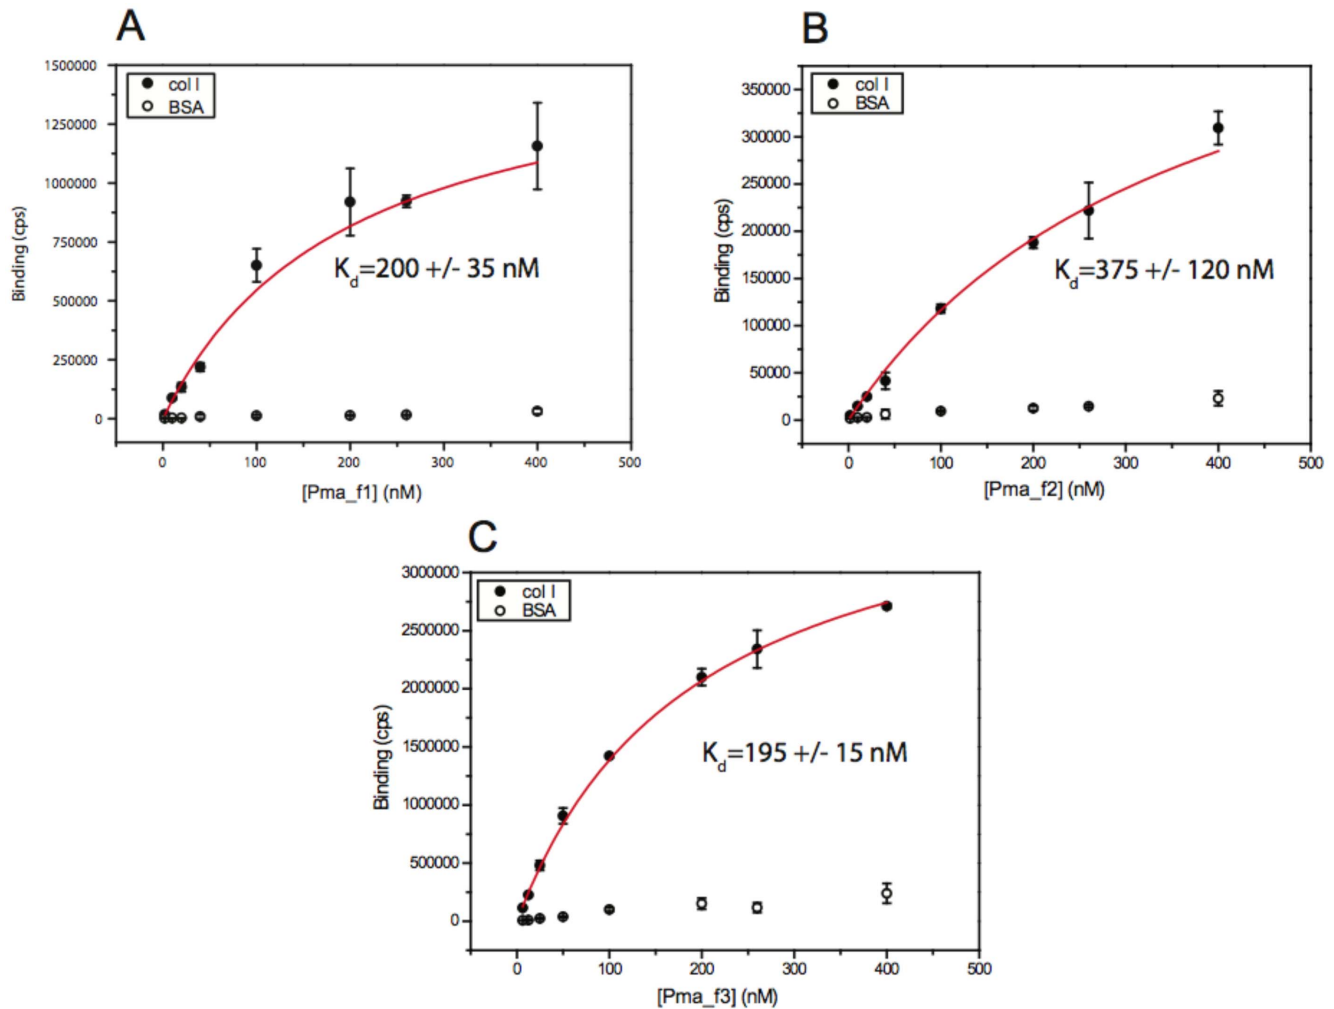 A
1500000
1250000
1000000
750000
500000
250000
0
Binding (cps)
col I
BSA
K_d=200 +/- 35 nM
0 100 200 300 400 500
[Pma_f1] (nM)
B
350000
300000
250000
200000
150000
100000
50000
0
Binding (cps)
col I
BSA
K_d=375 +/- 120 nM
0 100 200 300 400 500
[Pma_f2] (nM)
C
3000000
2500000
2000000
1500000
1000000
500000
0
Binding (cps)
col I
BSA
K_d=195 +/- 15 nM
0 100 200 300 400 500
[Pma_f3] (nM)